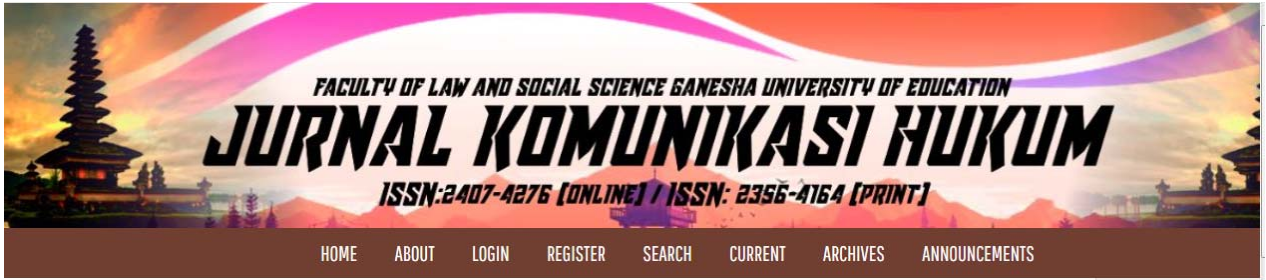 FACULTY OF LAW AND SOCIAL SCIENCE GANESHA UNIVERSITY OF EDUCATION
JURNAL KOMUNIKASI HUKUM
ISSN:2407-4276 [ONLINE] / ISSN: 2356-4164 [PRINT]
HOME ABOUT LOGIN REGISTER SEARCH CURRENT ARCHIVES ANNOUNCEMENTS